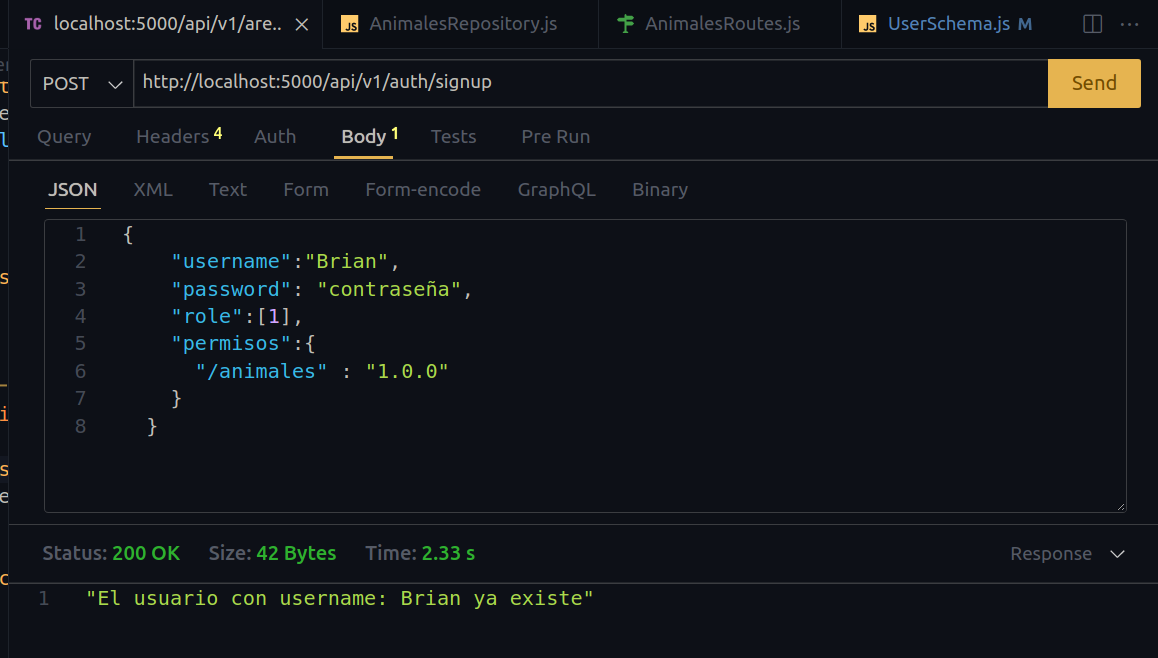 TC localhost:5000/api/v1/are.. JS AnimalesRepository.js AnimalesRoutes.js JS UserSchema.js M
POST http://localhost:5000/api/v1/auth/signup Send
Query Headers 4 Auth Body 1 Tests Pre Run
JSON XML Text Form Form-encode GraphQL Binary
1 {
2 "username":"Brian",
3 "password": "contraseña",
4 "role":[1],
5 "permisos":{
6 "/animales" : "1.0.0"
7 }
8 }
Status: 200 OK Size: 42 Bytes Time: 2.33 s Response
1 "El usuario con username: Brian ya existe"